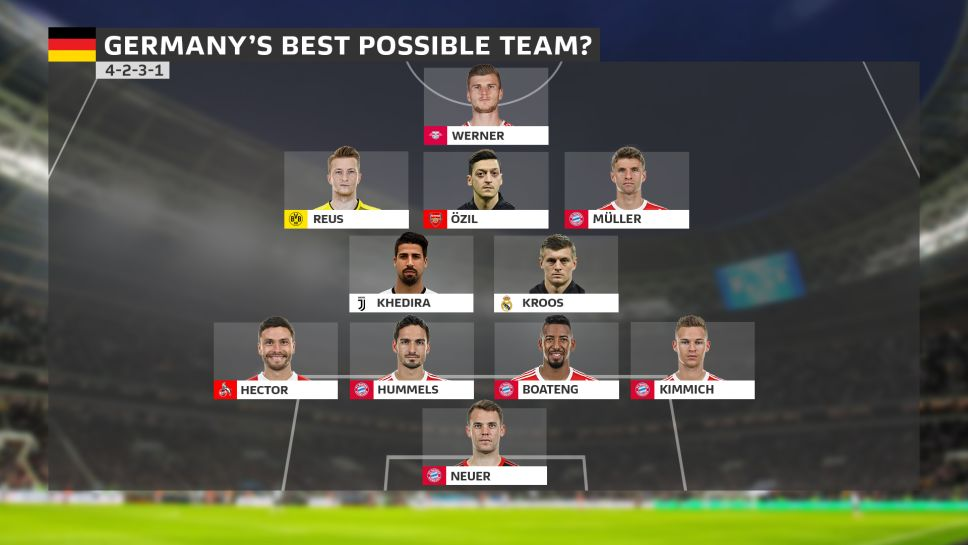 GERMANY'S BEST POSSIBLE TEAM?
4-2-3-1
WERNER
REUS
ÖZIL
MÜLLER
KHEDIRA
KROOS
HECTOR
HUMMELS
BOATENG
KIMMICH
NEUER